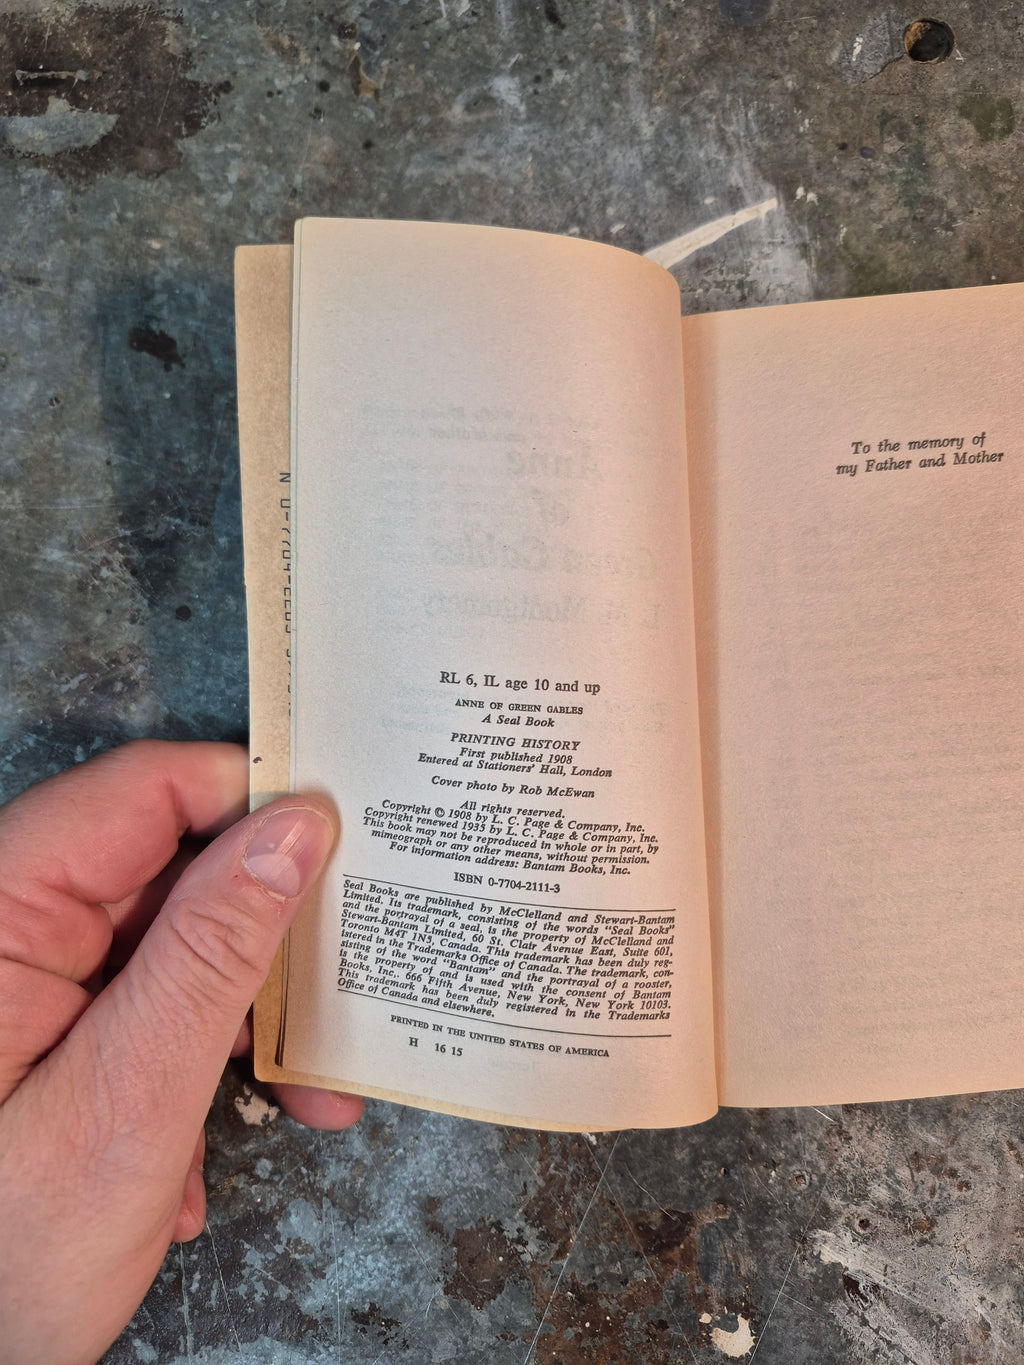 RL 6, IL age 10 and up
ANNE OF GREEN GABLES
A Seal Book
PRINTING HISTORY
First published 1908
Entered at Stationers' Hall, London
Cover photo by Rob McEwan
All rights reserved.
Copyright © 1908 by L. C. Page & Company, Inc.
Copyright renewed 1935 by L. C. Page & Company, Inc.
This book may not be reproduced in whole or in part, by
mimeograph or any other means, without permission.
For information address: Bantam Books, Inc.
ISBN 0-7704-2111-3
Seal Books are published by McClelland and Stewart-Bantam
Limited. Its trademark, consisting of the words "Seal Books"
and the portrayal of a seal, is the property of McClelland and
Stewart-Bantam Limited, 60 St. Clair Avenue East, Suite 601,
Toronto M4T 1N5, Canada. This trademark has been duly reg-
istered in the Trademarks Office of Canada. The trademark, con-
sisting of the word "Bantam" and the portrayal of a rooster,
is the property of and is used with the consent of Bantam
Books, Inc., 666 Fifth Avenue, New York, New York 10103.
This trademark has been duly registered in the Trademarks
Office of Canada and elsewhere.
PRINTED IN THE UNITED STATES OF AMERICA
H 16 15
To the memory of
my Father and Mother